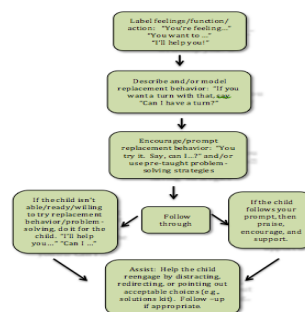 Label feelings/function/
action: "You're feeling..."
"You want to ..."
"I'll help you!"
Describe and/or model
replacement behavior: "If you
want a turn with that, say,
"Can I have a turn?"
Encourage/prompt
replacement behavior: "You
try it. Say, can I...?" and/or
use pre-taught problem-
solving strategies
If the child isn't
able/ready/willing
to try replacement
behavior/problem-
solving, do it for
the child. "I'll help
you..." "Can I ..."
Follow
through
If the child
follows your
prompt, then
praise,
encourage, and
support.
Assist: Help the child
reengage by distracting,
redirecting, or pointing out
acceptable choices (e.g.,
solutions kit). Follow -up
if appropriate.